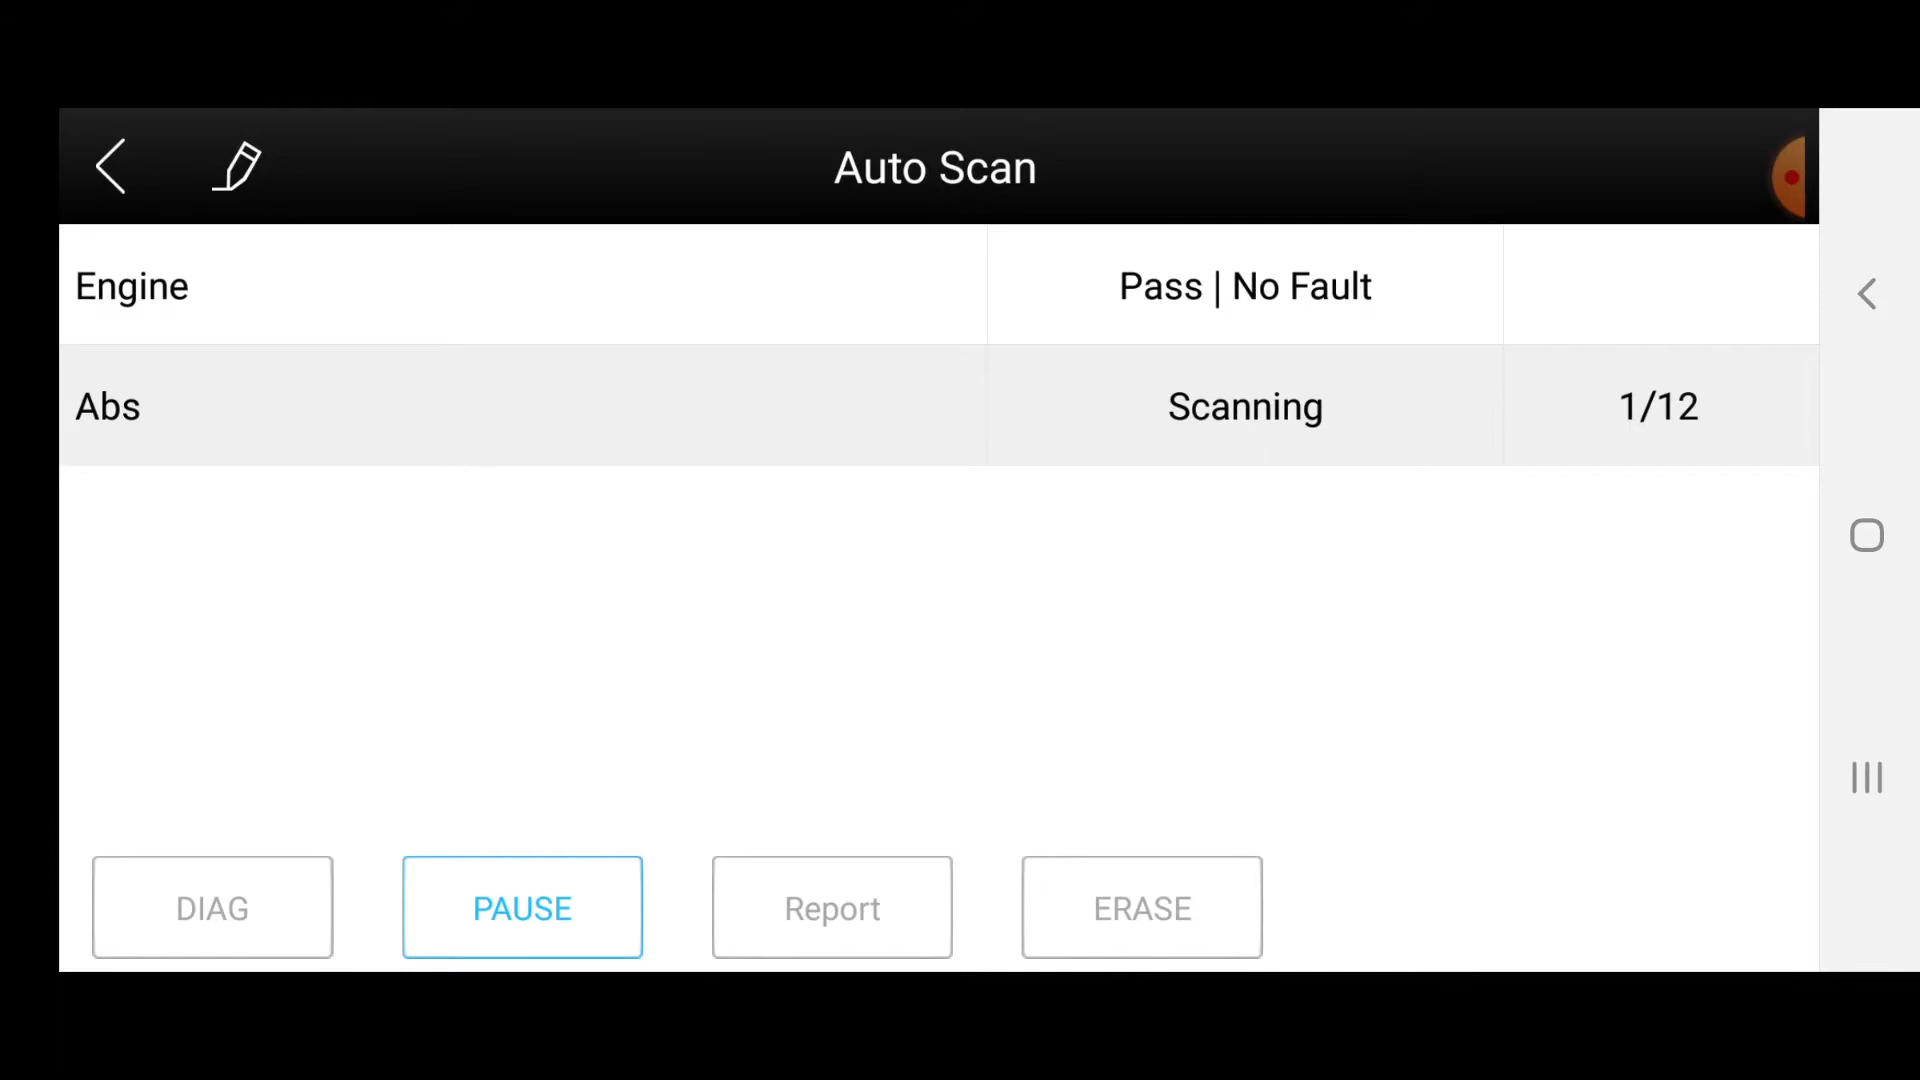 Auto Scan
Engine Pass | No Fault
Abs Scanning 1/12
DIAG PAUSE Report ERASE